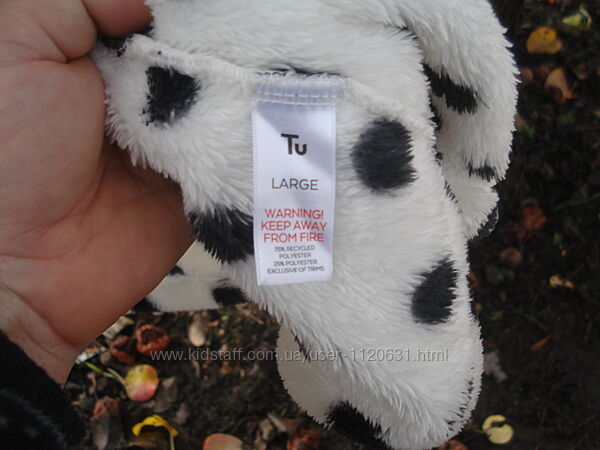 Tu
LARGE
WARNING!
KEEP AWAY
FROM FIRE
75% RECYCLED
POLYESTER
25% POLYESTER
EXCLUSIVE OF TRIMS
www.kidstaff.com.ua/user-1120631.html